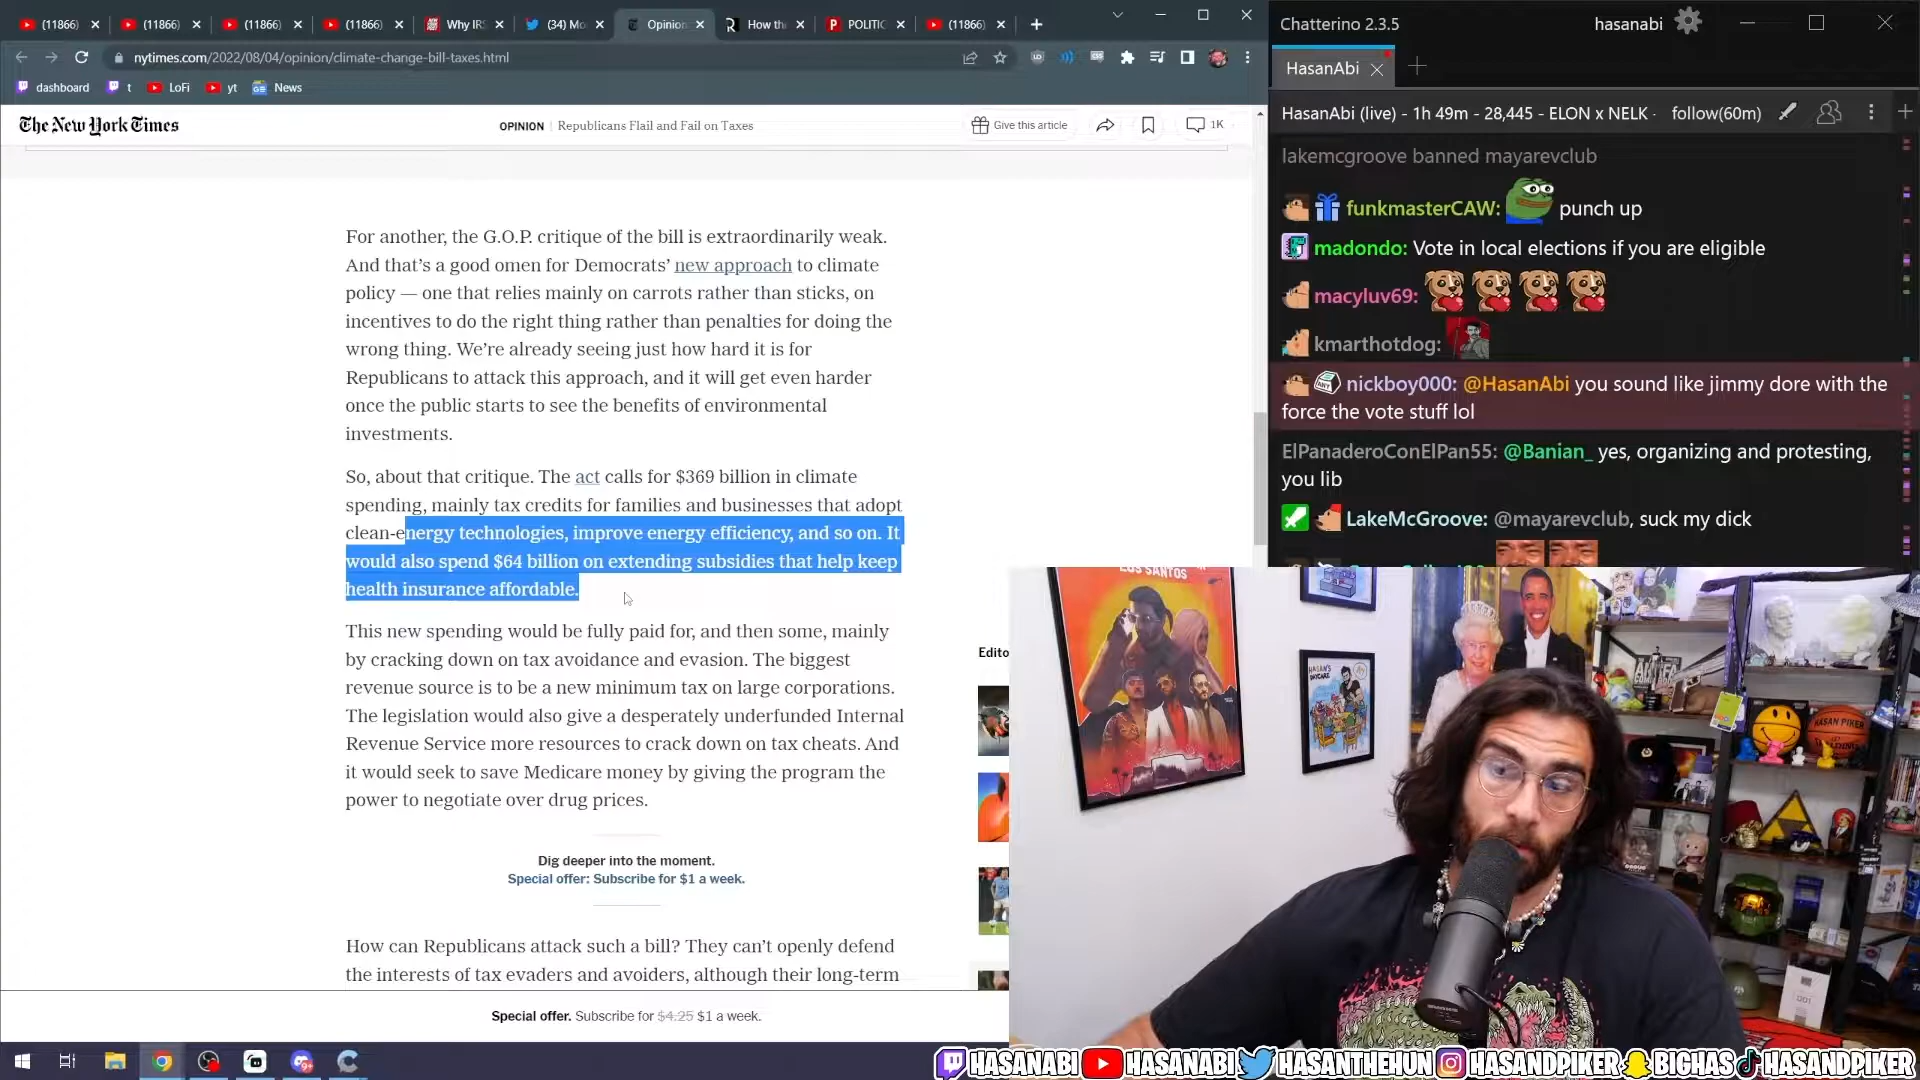 (11866)
(11866)
(11866)
(11866)
Why IRS
(34) Mo
Opinion
How the
POLITIC
(11866)
nytimes.com/2022/08/04/opinion/climate-change-bill-taxes.html
dashboard
t
LoFi
yt
News
The New York Times
OPINION | Republicans Flail and Fail on Taxes
Give this article
1K
For another, the G.O.P. critique of the bill is extraordinarily weak.
And that's a good omen for Democrats' new approach to climate
policy — one that relies mainly on carrots rather than sticks, on
incentives to do the right thing rather than penalties for doing the
wrong thing. We're already seeing just how hard it is for
Republicans to attack this approach, and it will get even harder
once the public starts to see the benefits of environmental
investments.
So, about that critique. The act calls for $369 billion in climate
spending, mainly tax credits for families and businesses that adopt
clean-energy technologies, improve energy efficiency, and so on. It
would also spend $64 billion on extending subsidies that help keep
health insurance affordable.
This new spending would be fully paid for, and then some, mainly
by cracking down on tax avoidance and evasion. The biggest
revenue source is to be a new minimum tax on large corporations.
The legislation would also give a desperately underfunded Internal
Revenue Service more resources to crack down on tax cheats. And
it would seek to save Medicare money by giving the program the
power to negotiate over drug prices.
Dig deeper into the moment.
Special offer: Subscribe for $1 a week.
How can Republicans attack such a bill? They can't openly defend
the interests of tax evaders and avoiders, although their long-term
Edito
Special offer. Subscribe for $4.25 $1 a week.
Chatterino 2.3.5
hasanabi
HasanAbi
HasanAbi (live) - 1h 49m - 28,445 - ELON x NELK -
follow(60m)
lakemcgroove banned mayarevclub
funkmasterCAW: punch up
madondo: Vote in local elections if you are eligible
macyluv69:
kmarthotdog:
nickboy000: @HasanAbi you sound like jimmy dore with the
force the vote stuff lol
ElPanaderoConElPan55: @Banian_ yes, organizing and protesting,
you lib
LakeMcGroove: @mayarevclub, suck my dick
LOS SANTOS
HASAN'S
DAYCARE
HASAN PIKER
HASANABI
HASANABI
HASANTHEHUN
HASANDPIKER
BIGHAS
HASANDPIKER